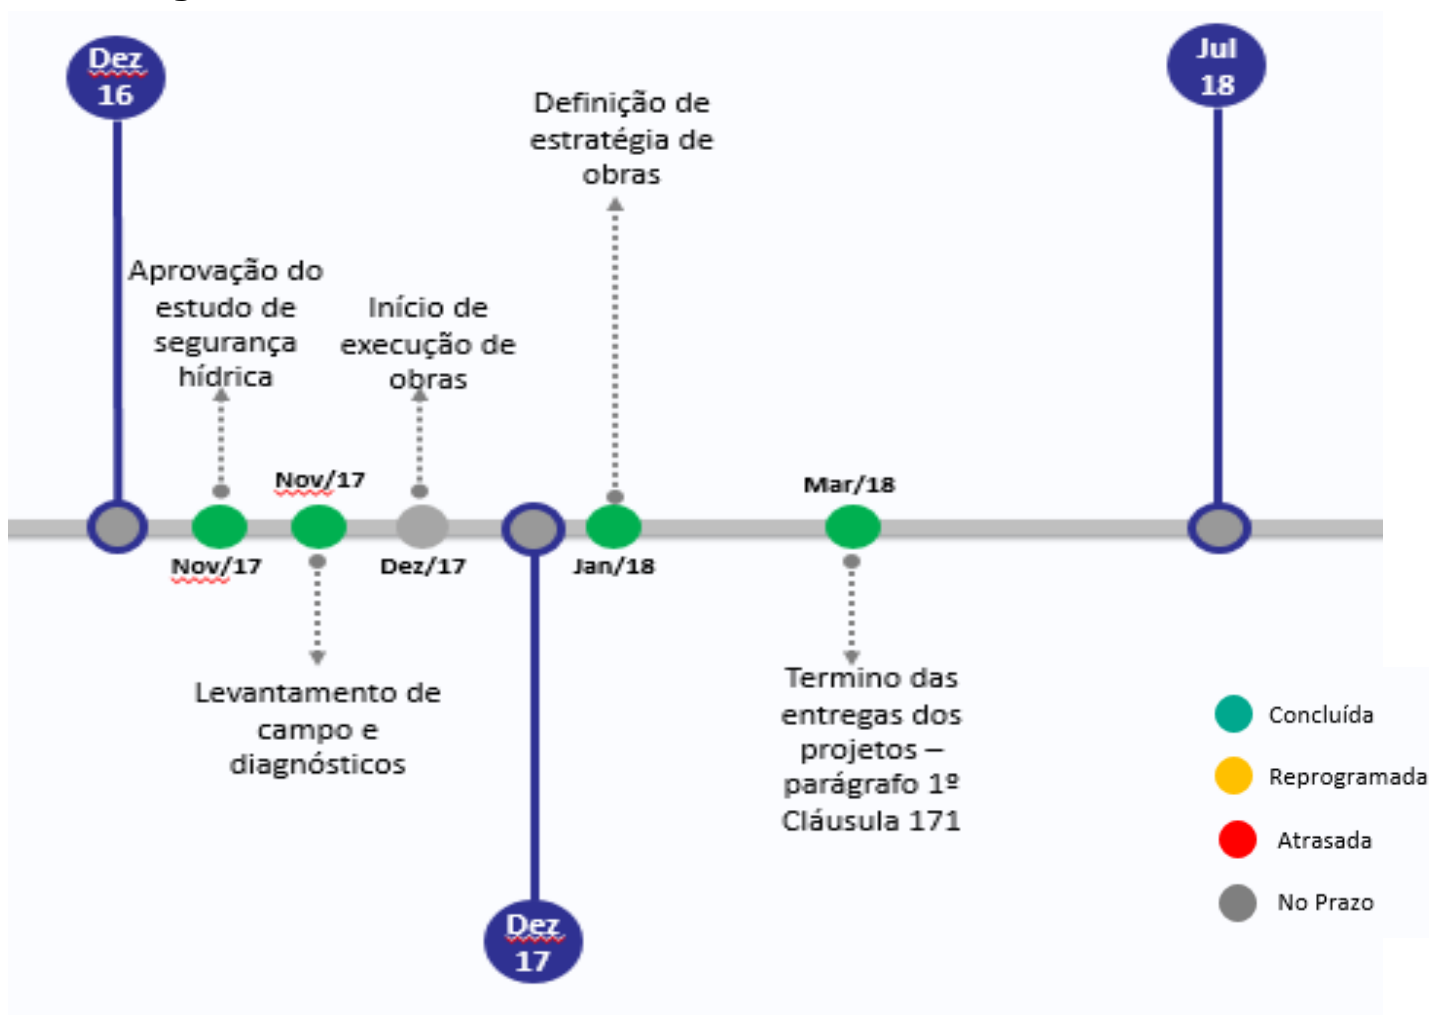 Dez
16
Jul
18
Definição de
estratégia de
obras
Aprovação do
estudo de
segurança
hídrica
Início de
execução de
obras
Nov/17
Mar/18
Nov/17
Dez/17
Jan/18
Levantamento de
campo e
diagnósticos
Termino das
entregas dos
projetos –
parágrafo 1º
Cláusula 171
Concluída
Reprogramada
Atrasada
No Prazo
Dez
17